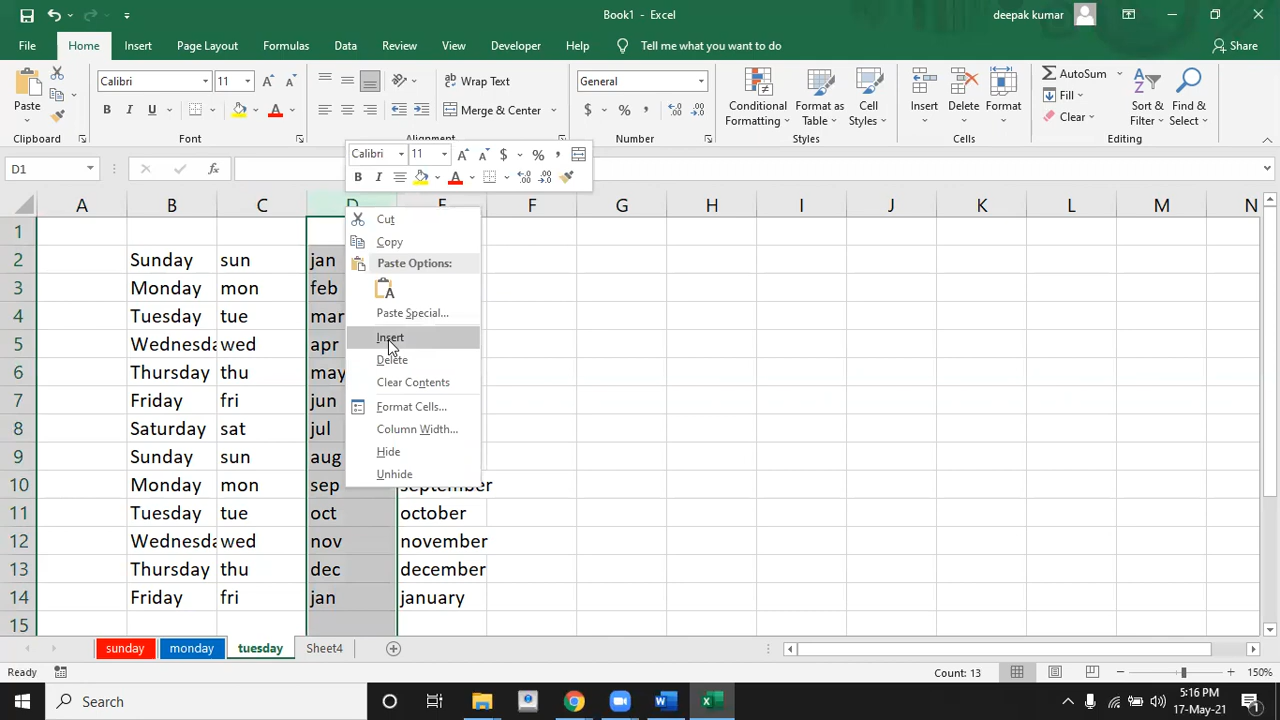 Book1 - Excel
deepak kumar
File Home Insert Page Layout Formulas Data Review View Developer Help Tell me what you want to do Share
Paste
Calibri 11
B I U
Wrap Text
Merge & Center
General
$ % ,
Conditional Formatting
Format as Table
Cell Styles
Insert Delete Format
AutoSum
Fill
Clear
Sort & Filter
Find & Select
Clipboard Font Alignment Number Styles Cells Editing
D1
fx
Calibri 11 $ % ,
B I A
A B C D E F G H I J K L M N
1
2 Sunday sun jan
3 Monday mon feb
4 Tuesday tue mar
5 Wednesda wed apr
6 Thursday thu may
7 Friday fri jun
8 Saturday sat jul
9 Sunday sun aug
10 Monday mon sep september
11 Tuesday tue oct october
12 Wednesda wed nov november
13 Thursday thu dec december
14 Friday fri jan january
15
Cut
Copy
Paste Options:
Paste Special...
Insert
Delete
Clear Contents
Format Cells...
Column Width...
Hide
Unhide
sunday monday tuesday Sheet4
Ready
Count: 13
150%
Search
5:16 PM
17-May-21